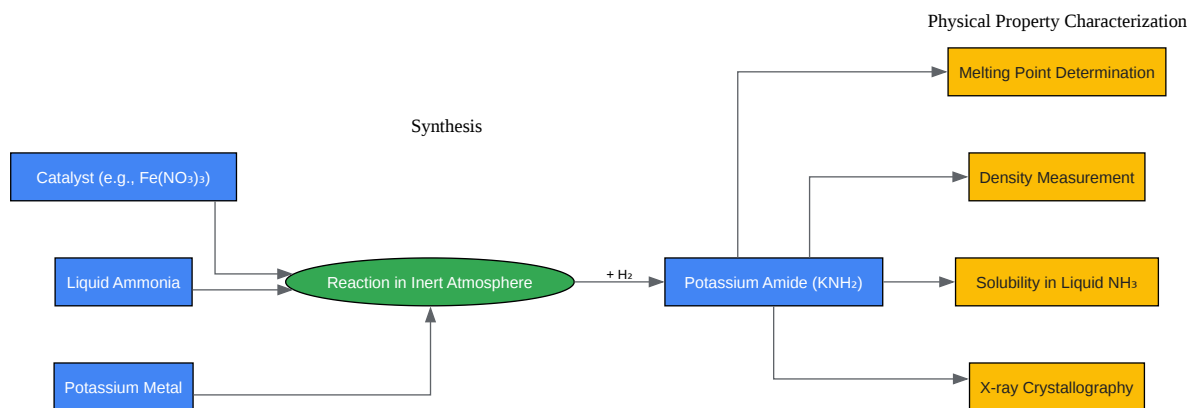 Physical Property Characterization
Melting Point Determination
Synthesis
Catalyst (e.g., Fe(NO₃)₃)
Density Measurement
Liquid Ammonia
Reaction in Inert Atmosphere
+ H₂
Potassium Amide (KNH₂)
Solubility in Liquid NH₃
Potassium Metal
X-ray Crystallography